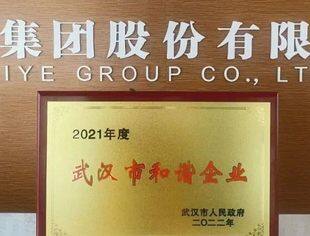 集团股份有限
IYE GROUP CO., LT
2021年度
武汉市和谐企业
武汉市人民政府
二〇二二年